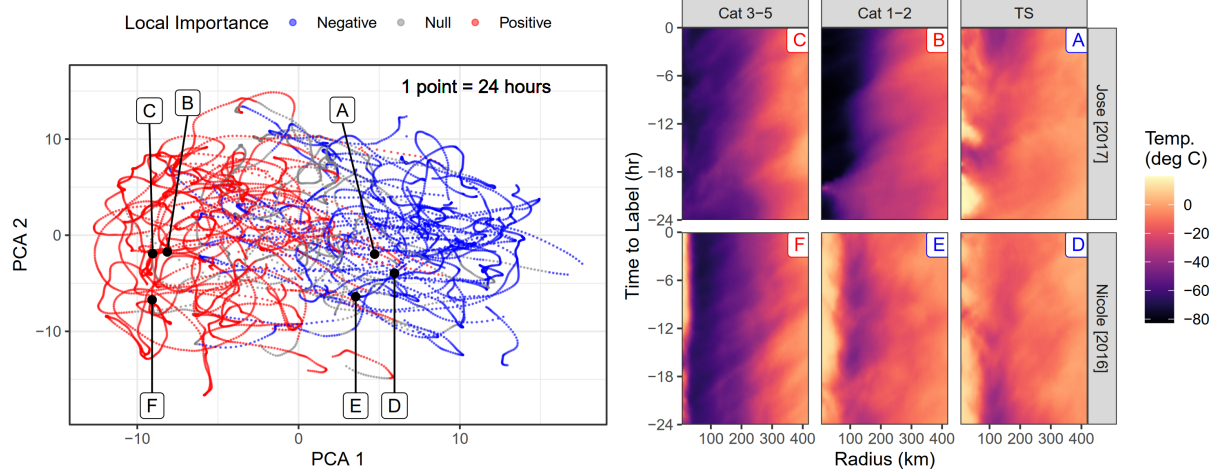 Local Importance Negative Null Positive
1 point = 24 hours
C
B
A
F
E
D
10
0
−10
PCA 2
−10
0
10
PCA 1
Cat 3−5
Cat 1−2
TS
C
B
A
Jose [2017]
F
E
D
Nicole [2016]
0
−6
−12
−18
−24
0
−6
−12
−18
−24
Time to Label (hr)
100 200 300 400
100 200 300 400
100 200 300 400
Radius (km)
Temp.
(deg C)
0
−20
−40
−60
−80